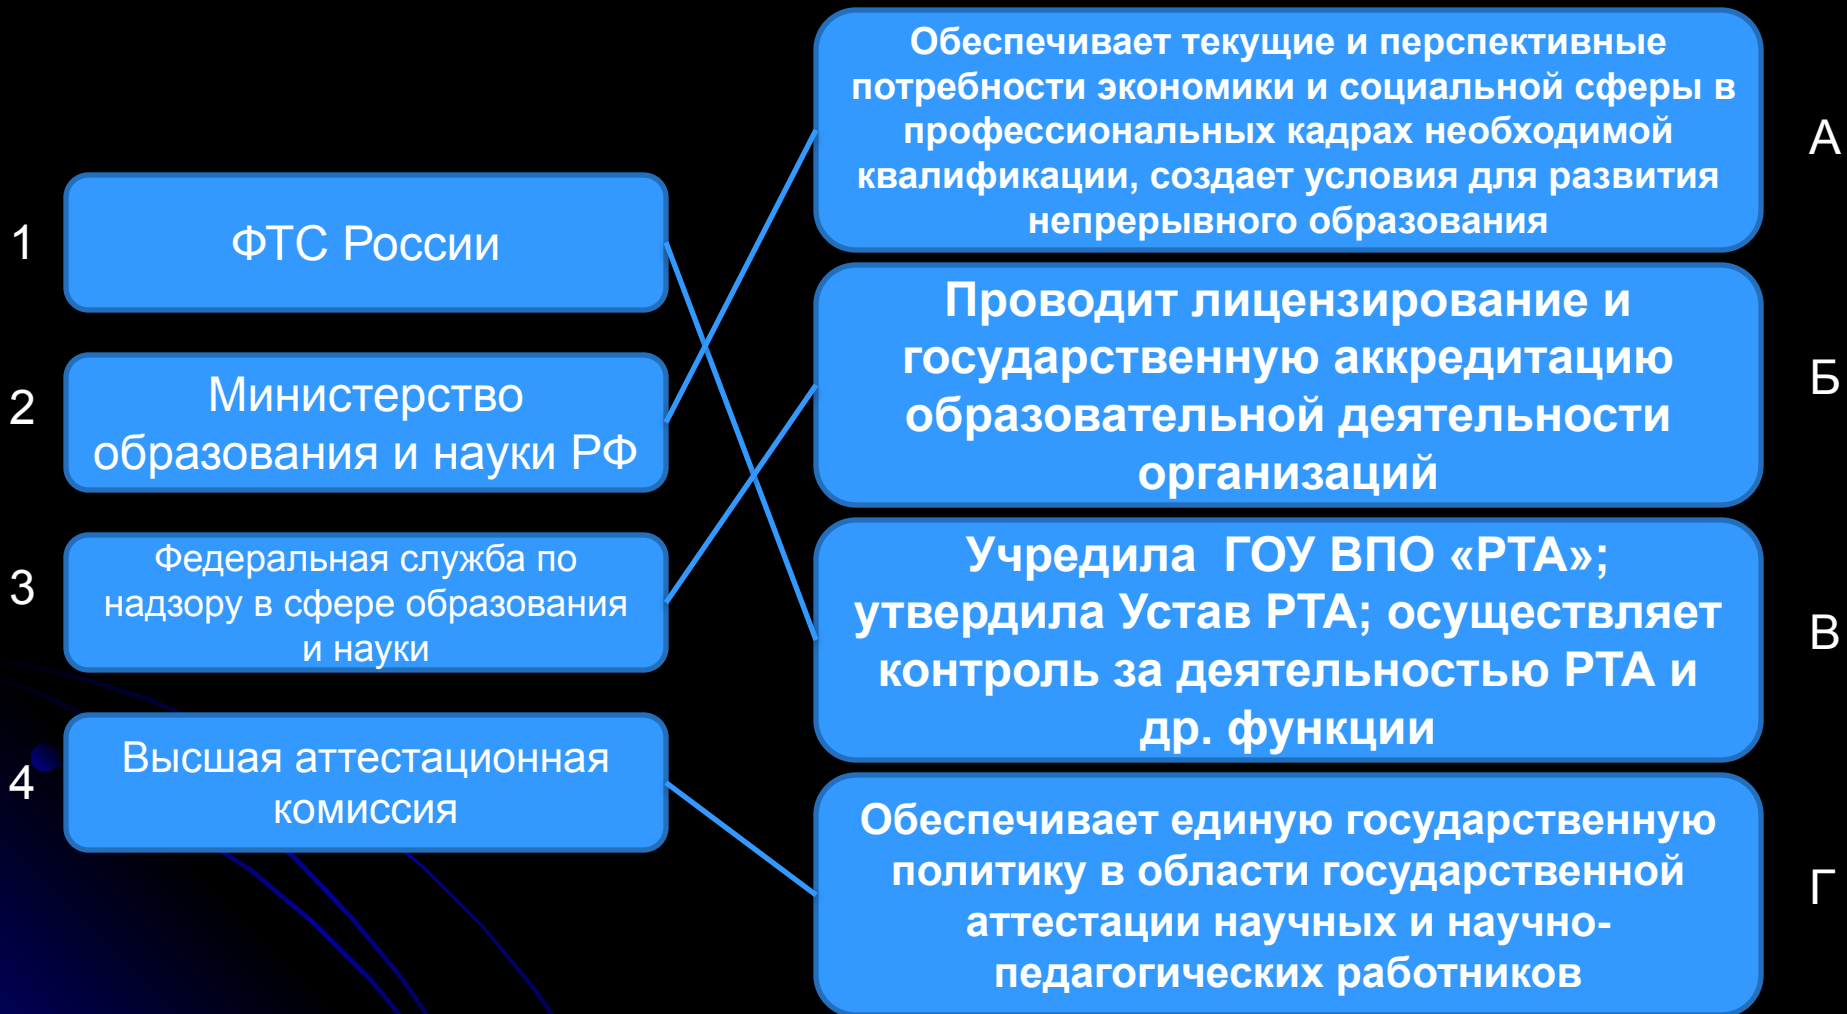 1
ФТС России
2
Министерство
образования и науки РФ
3
Федеральная служба по
надзору в сфере образования
и науки
4
Высшая аттестационная
комиссия
Обеспечивает текущие и перспективные
потребности экономики и социальной сферы в
профессиональных кадрах необходимой
квалификации, создает условия для развития
непрерывного образования
А
Проводит лицензирование и
государственную аккредитацию
образовательной деятельности
организаций
Б
Учредила ГОУ ВПО «РТА»;
утвердила Устав РТА; осуществляет
контроль за деятельностью РТА и
др. функции
В
Обеспечивает единую государственную
политику в области государственной
аттестации научных и научно-
педагогических работников
Г